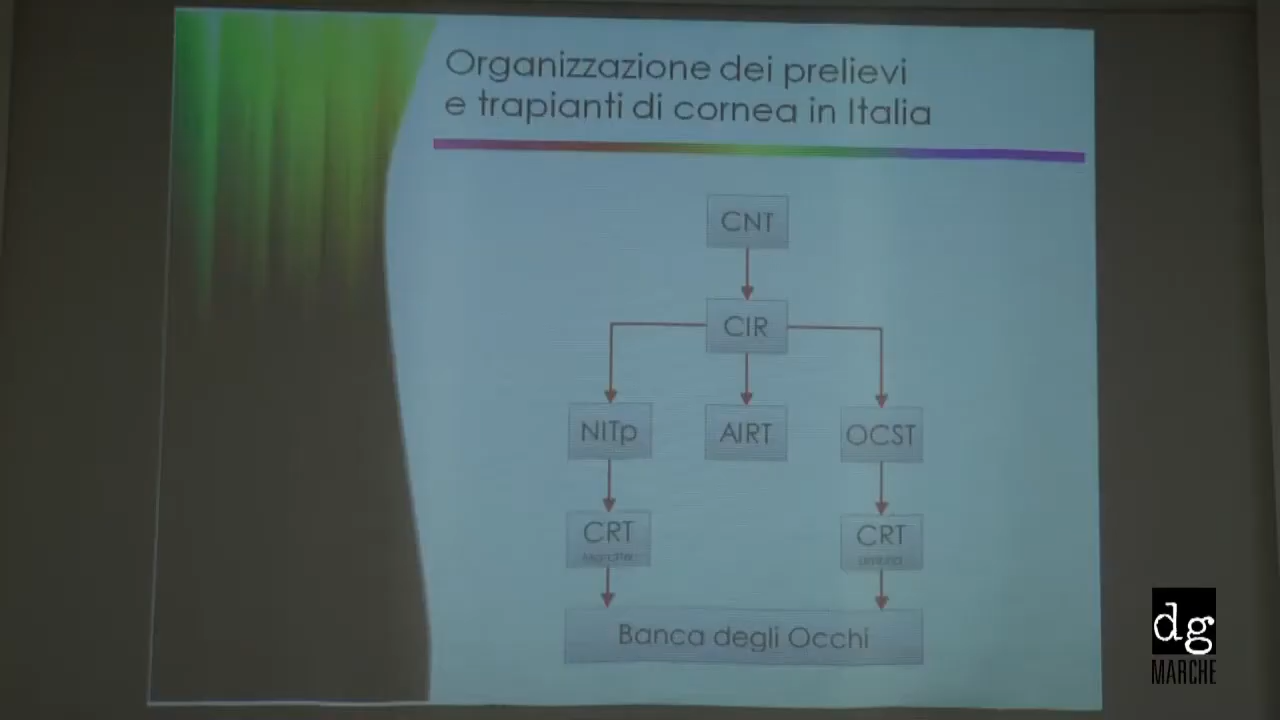 Organizzazione dei prelievi
e trapianti di cornea in Italia
CNT
CIR
NITp
AIRT
OCST
CRT
CRT
Banca degli Occhi
dg
MARCHE